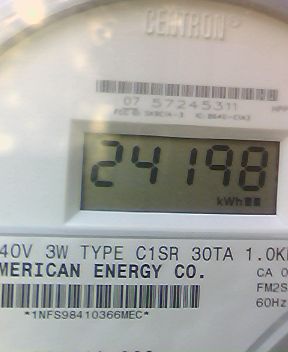 CENTRON
07 57245311
24198
kWh
40V 3W TYPE C1SR 30TA 1.0K
MERICAN ENERGY CO.
CA 0
FM2S
60Hz
*1NFS98410366MEC*